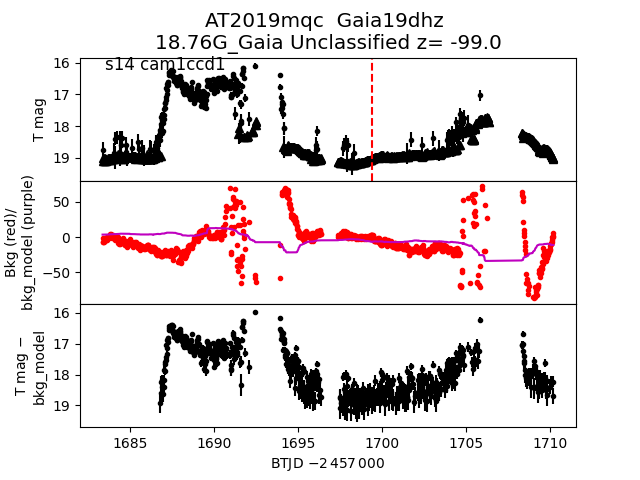 AT2019mqc  Gaia19dhz
18.76G_Gaia Unclassified z= -99.0
s14 cam1ccd1
T mag
16
17
18
19
Bkg (red)/
bkg_model (purple)
50
0
−50
T mag −
bkg_model
16
17
18
19
1685
1690
1695
1700
1705
1710
BTJD −2 457 000